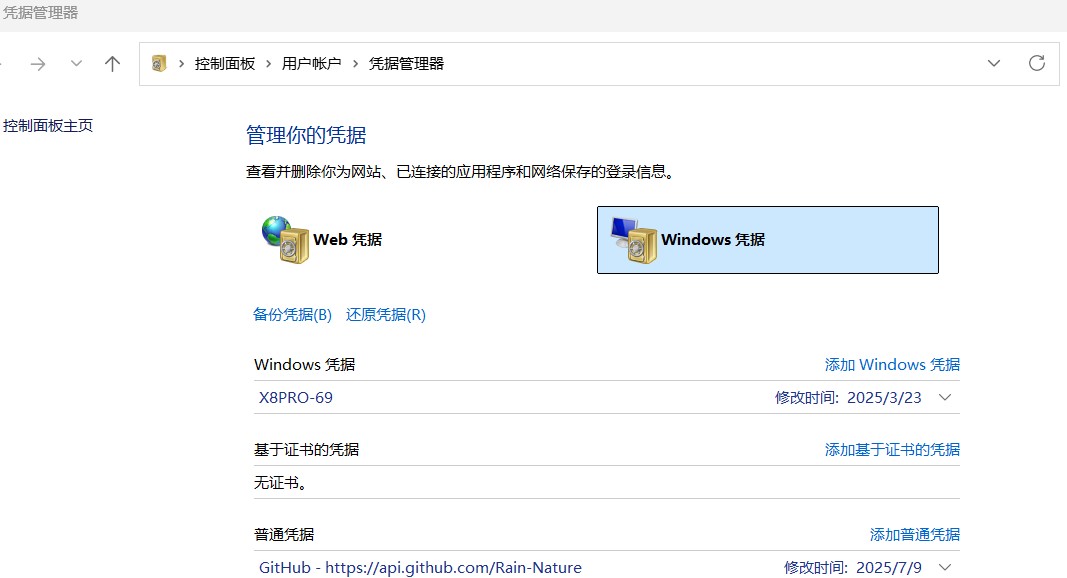 凭据管理器
控制面板 › 用户帐户 › 凭据管理器
控制面板主页
管理你的凭据
查看并删除你为网站、已连接的应用程序和网络保存的登录信息。
Web 凭据
Windows 凭据
备份凭据(B) 还原凭据(R)
Windows 凭据 添加 Windows 凭据
X8PRO-69 修改时间: 2025/3/23
基于证书的凭据 添加基于证书的凭据
无证书。
普通凭据 添加普通凭据
GitHub - https://api.github.com/Rain-Nature 修改时间: 2025/7/9